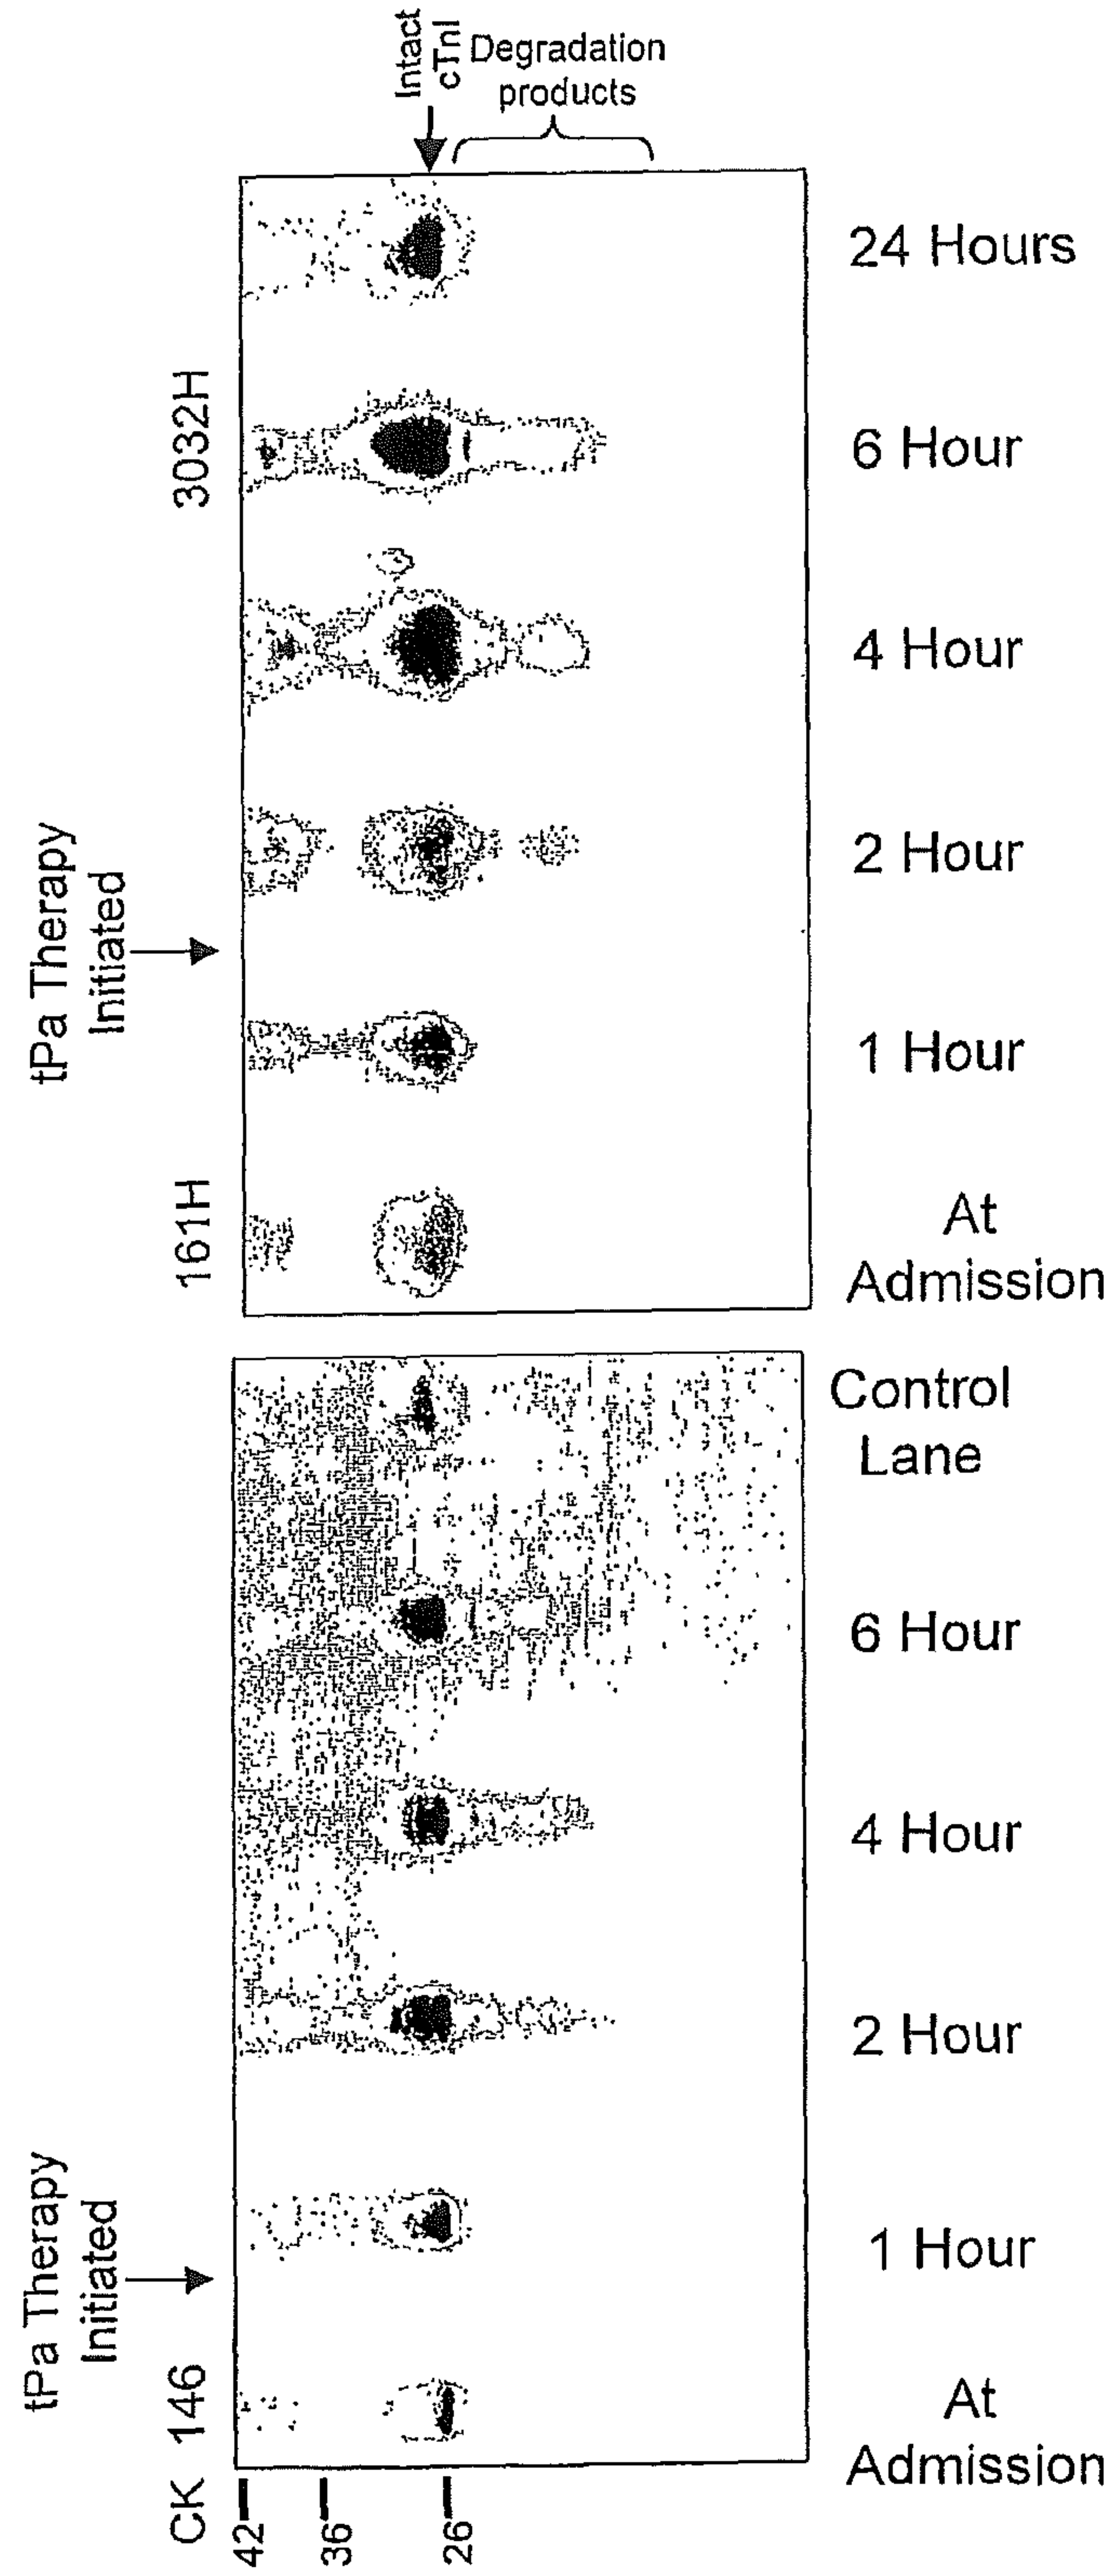 tPa Therapy
Initiated
tPa Therapy
Initiated
CK 146
161H
3032H
42
36
26
Intact
cTnI
Degradation
products
At
Admission
1 Hour
2 Hour
4 Hour
6 Hour
Control
Lane
At
Admission
1 Hour
2 Hour
4 Hour
6 Hour
24 Hours